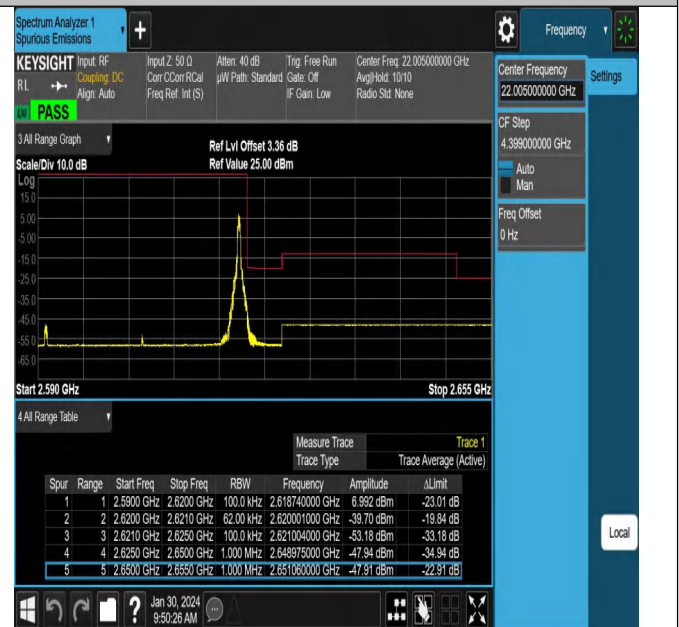 Spectrum Analyzer 1
Spurious Emissions
Frequency
KEYSIGHT Input: RF Input Z: 50 Ω Atten: 40 dB Trig: Free Run Center Freq: 22.005000000 GHz
RL Coupling: DC Corr CCorr RCal µW Path: Standard Gate: Off Avg|Hold: 10/10
Align: Auto Freq Ref: Int (S) IF Gain: Low Radio Std: None
PASS
Center Frequency
22.005000000 GHz
Settings
CF Step
4.399000000 GHz
Auto
Man
Freq Offset
0 Hz
3 All Range Graph
Ref Lvl Offset 3.36 dB
Scale/Div 10.0 dB Ref Value 25.00 dBm
Log
15.0
5.00
-5.00
-15.0
-25.0
-35.0
-45.0
-55.0
-65.0
Start 2.590 GHz Stop 2.655 GHz
4 All Range Table
Measure Trace Trace 1
Trace Type Trace Average (Active)
Spur Range Start Freq Stop Freq RBW Frequency Amplitude ΔLimit
1 1 2.5900 GHz 2.6200 GHz 100.0 kHz 2.618740000 GHz 6.992 dBm -23.01 dB
2 2 2.6200 GHz 2.6210 GHz 62.00 kHz 2.620001000 GHz -39.70 dBm -19.84 dB
3 3 2.6210 GHz 2.6250 GHz 100.0 kHz 2.621004000 GHz -53.18 dBm -33.18 dB
4 4 2.6250 GHz 2.6500 GHz 1.000 MHz 2.648975000 GHz -47.94 dBm -34.94 dB
5 5 2.6500 GHz 2.6550 GHz 1.000 MHz 2.651060000 GHz -47.91 dBm -22.91 dB
Local
Jan 30, 2024
9:50:26 AM